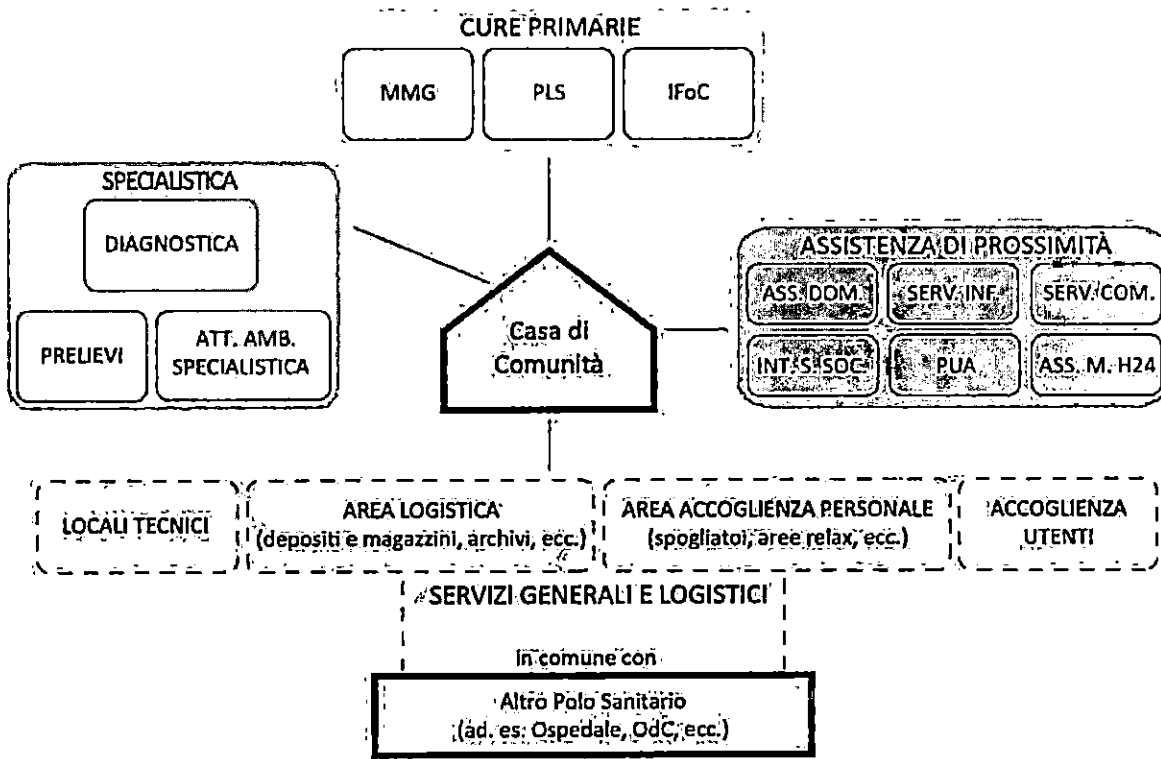 CURE PRIMARIE
MMG
PLS
IFoC
SPECIALISTICA
DIAGNOSTICA
PRELIEVI
ATT. AMB.
SPECIALISTICA
Casa di
Comunità
ASSISTENZA DI PROSSIMITÀ
ASS. DOM.
SERV. INF.
SERV. COM.
INT. S. SOC.
PUA
ASS. M. H24
LOCALI TECNICI
AREA LOGISTICA
(depositi e magazzini, archivi, ecc.)
AREA ACCOGLIENZA PERSONALE
(spogliatoi, aree relax, ecc.)
ACCOGLIENZA
UTENTI
SERVIZI GENERALI E LOGISTICI
In comune con
Altro Polo Sanitario
(ad. es. Ospedale, OdC, ecc.)